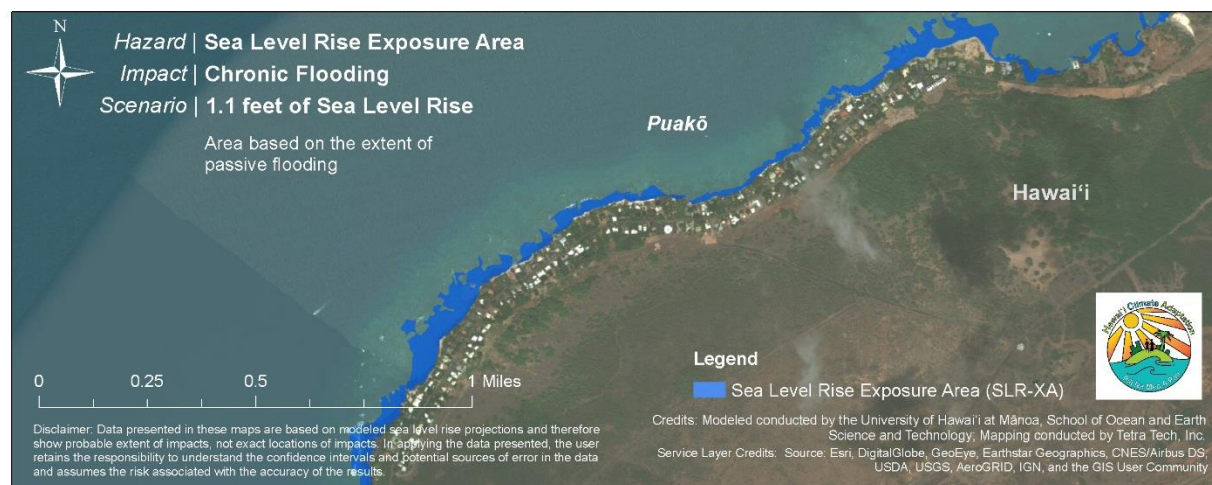 N
Hazard | Sea Level Rise Exposure Area
Impact | Chronic Flooding
Scenario | 1.1 feet of Sea Level Rise
Area based on the extent of
passive flooding
Puakō
Hawaiʻi
0 0.25 0.5 1 Miles
Legend
Sea Level Rise Exposure Area (SLR-XA)
Hawaiʻi Climate Adaptation
Disclaimer: Data presented in these maps are based on modeled sea level rise projections and therefore
show probable extent of impacts, not exact locations of impacts. In applying the data presented, the user
retains the responsibility to understand the confidence intervals and potential sources of error in the data
and assumes the risk associated with the accuracy of the results.
Credits: Modeled conducted by the University of Hawaiʻi at Mānoa, School of Ocean and Earth
Science and Technology; Mapping conducted by Tetra Tech, Inc.
Service Layer Credits: Source: Esri, DigitalGlobe, GeoEye, Earthstar Geographics, CNES/Airbus DS,
USDA, USGS, AeroGRID, IGN, and the GIS User Community